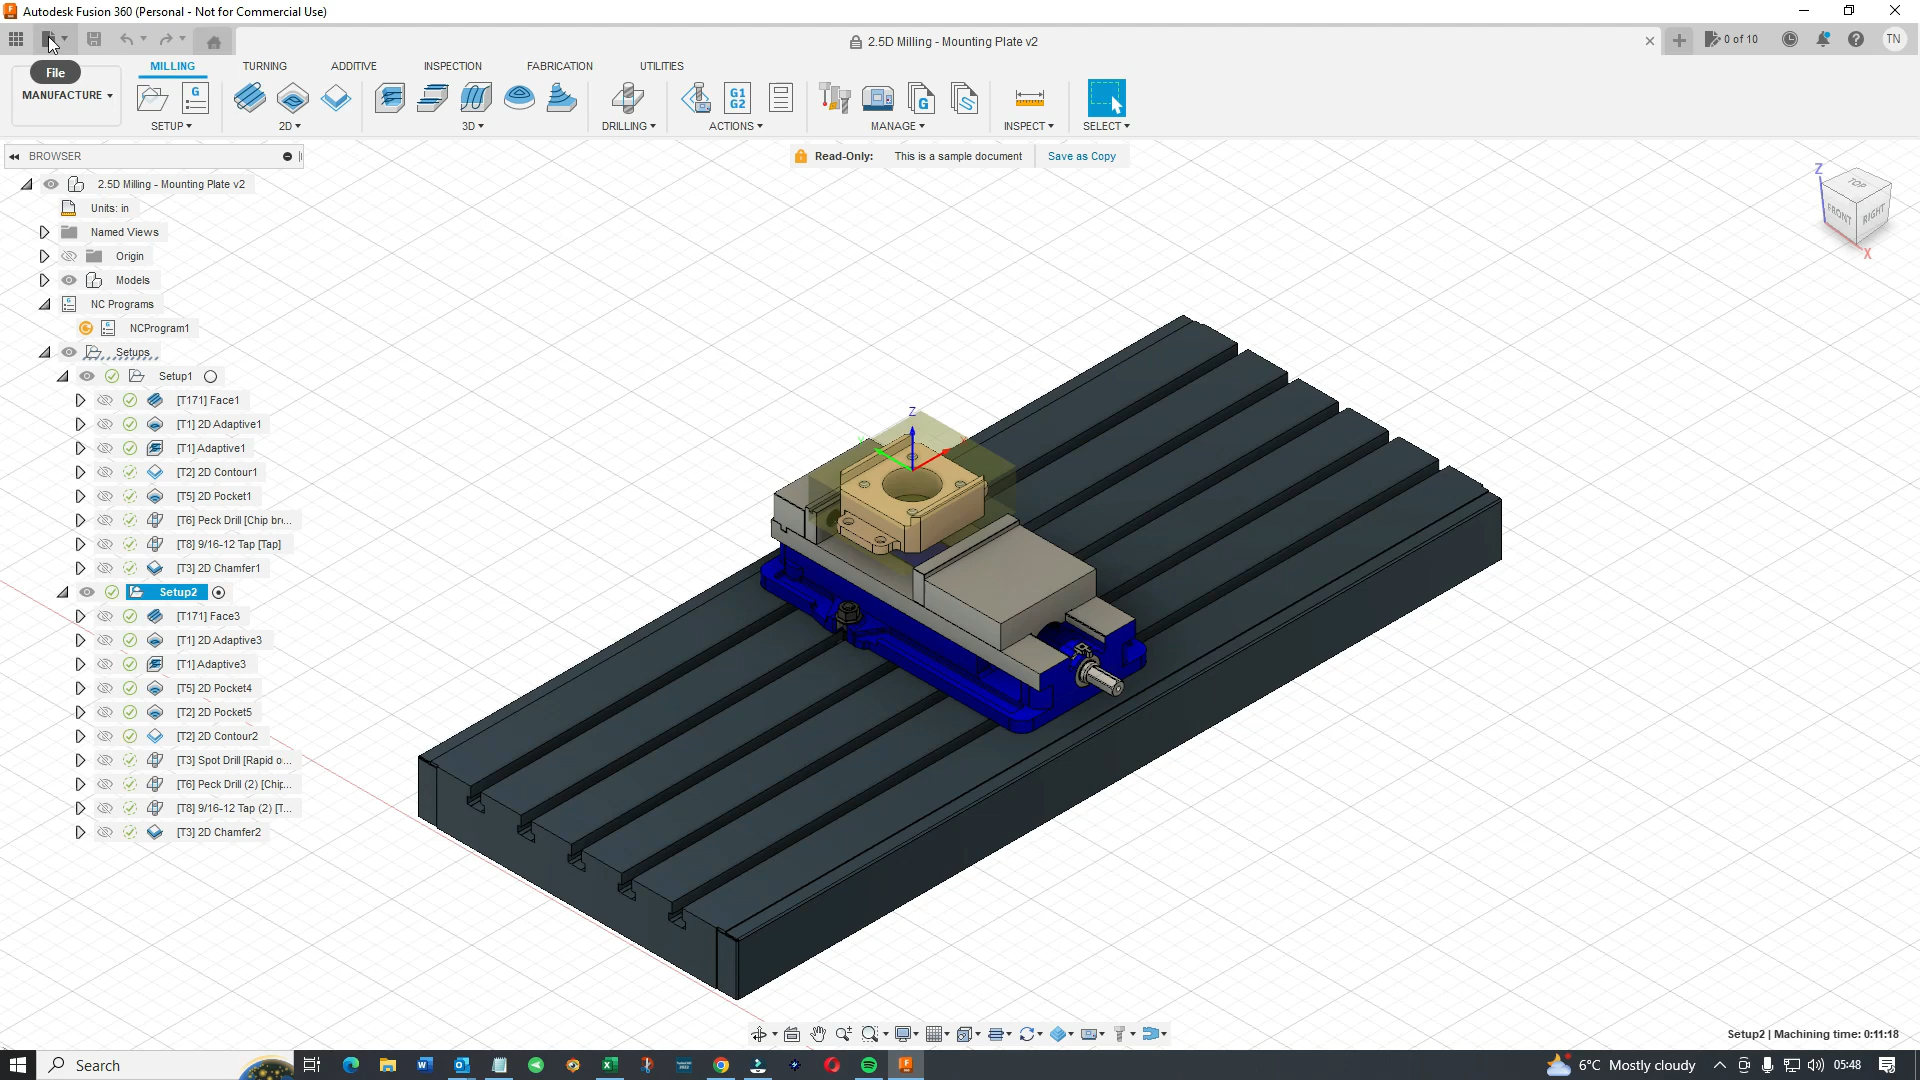 Autodesk Fusion 360 (Personal - Not for Commercial Use)
2.5D Milling - Mounting Plate v2
0 of 10
TN
File
MANUFACTURE
MILLING
TURNING
ADDITIVE
INSPECTION
FABRICATION
UTILITIES
G
G1
G2
G
SETUP
2D
3D
DRILLING
ACTIONS
MANAGE
INSPECT
SELECT
BROWSER
Read-Only:
This is a sample document
Save as Copy
2.5D Milling - Mounting Plate v2
Units: in
Named Views
Origin
Models
NC Programs
NCProgram1
Setups
Setup1
[T171] Face1
[T1] 2D Adaptive1
[T1] Adaptive1
[T2] 2D Contour1
[T5] 2D Pocket1
[T6] Peck Drill [Chip bre...
[T8] 9/16-12 Tap [Tap]
[T3] 2D Chamfer1
Setup2
[T171] Face3
[T1] 2D Adaptive3
[T1] Adaptive3
[T5] 2D Pocket4
[T2] 2D Pocket5
[T2] 2D Contour2
[T3] Spot Drill [Rapid o...
[T6] Peck Drill (2) [Chip...
[T8] 9/16-12 Tap (2) [T...
[T3] 2D Chamfer2
Z
TOP
FRONT
RIGHT
X
Z
Setup2 | Machining time: 0:11:18
Search
6°C Mostly cloudy
05:48